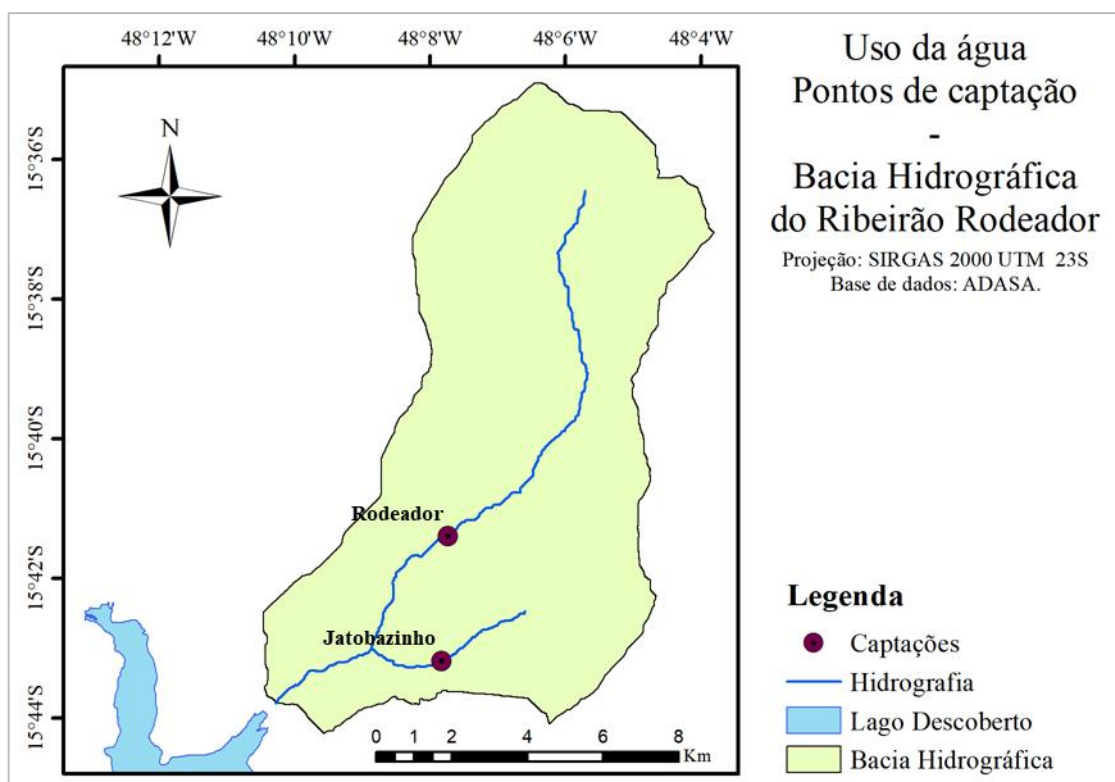 48°12'W 48°10'W 48°8'W 48°6'W 48°4'W
Uso da água
Pontos de captação
-
Bacia Hidrográfica
do Ribeirão Rodeador
Projeção: SIRGAS 2000 UTM 23S
Base de dados: ADASA.
N
15°36'S
15°38'S
15°40'S
15°42'S
15°44'S
Rodeador
Jatobazinho
0 1 2 4 6 8
Km
Legenda
Captações
Hidrografia
Lago Descoberto
Bacia Hidrográfica